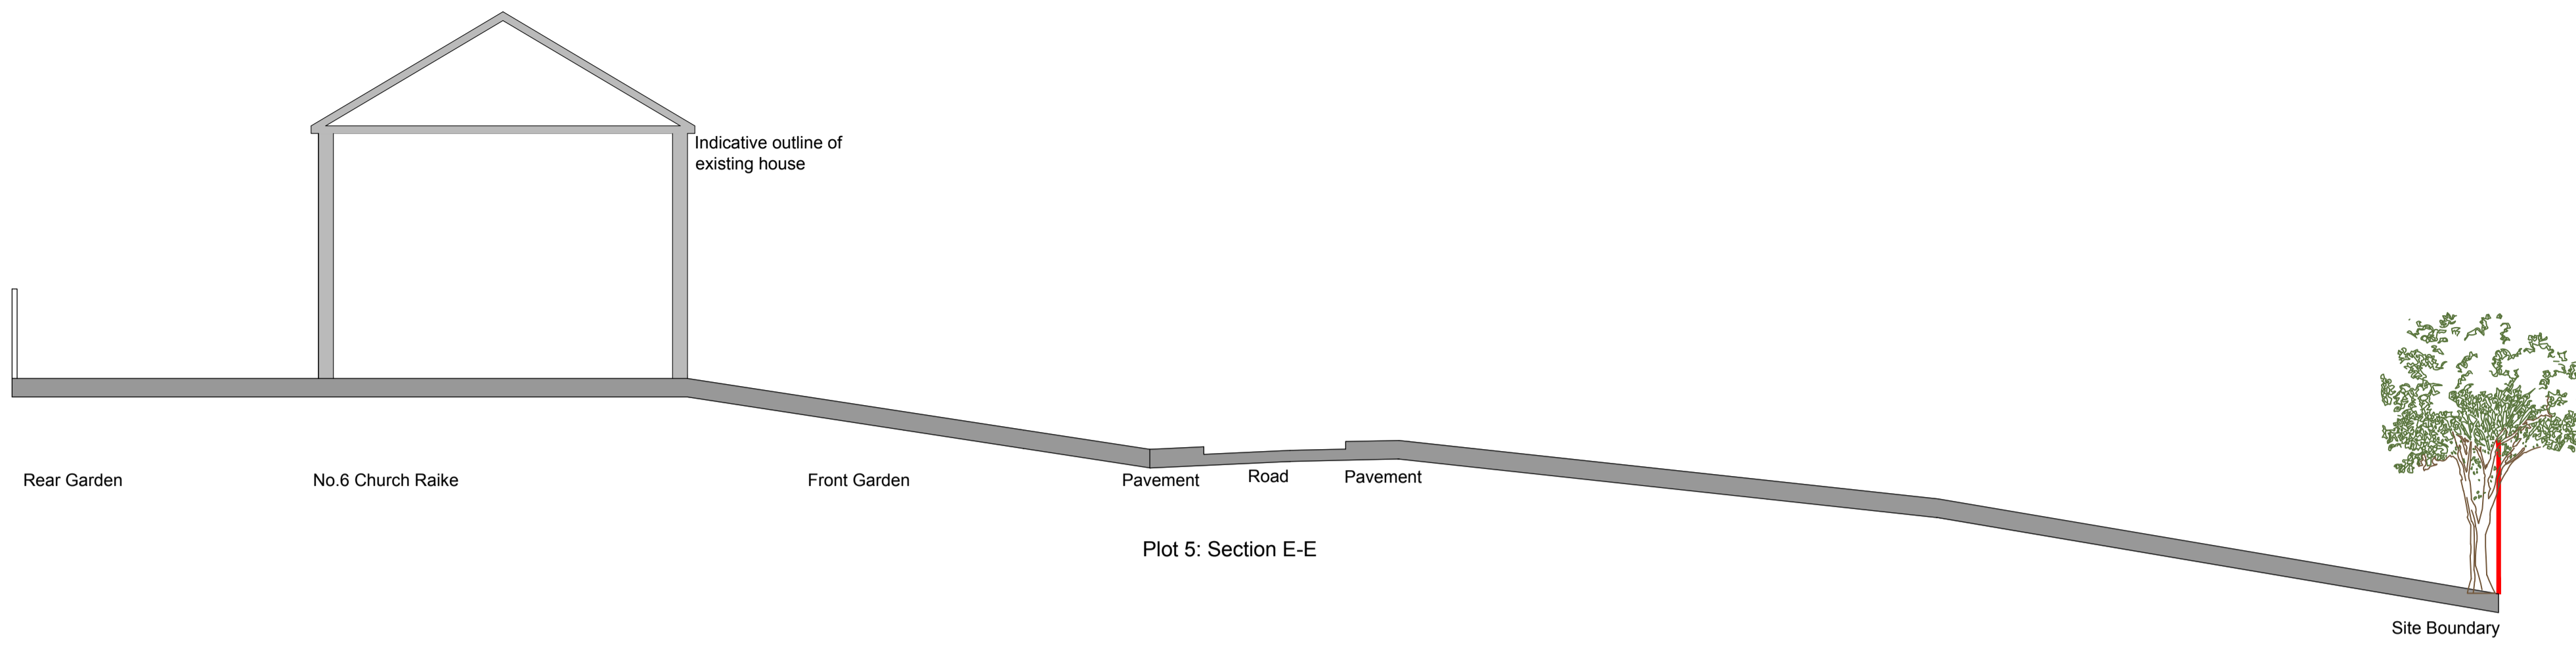 Indicative outline of
existing house
Rear Garden
No.6 Church Raike
Front Garden
Pavement
Road
Pavement
Plot 5: Section E-E
Site Boundary